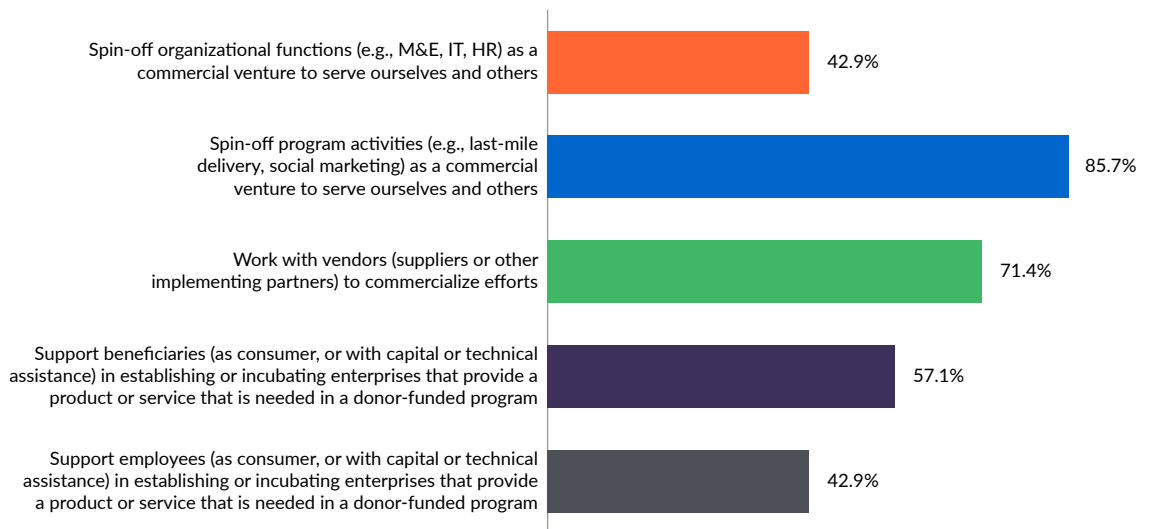 Spin-off organizational functions (e.g., M&E, IT, HR) as a
commercial venture to serve ourselves and others
42.9%
Spin-off program activities (e.g., last-mile
delivery, social marketing) as a commercial
venture to serve ourselves and others
85.7%
Work with vendors (suppliers or other
implementing partners) to commercialize efforts
71.4%
Support beneficiaries (as consumer, or with capital or technical
assistance) in establishing or incubating enterprises that provide a
product or service that is needed in a donor-funded program
57.1%
Support employees (as consumer, or with capital or technical
assistance) in establishing or incubating enterprises that provide
a product or service that is needed in a donor-funded program
42.9%